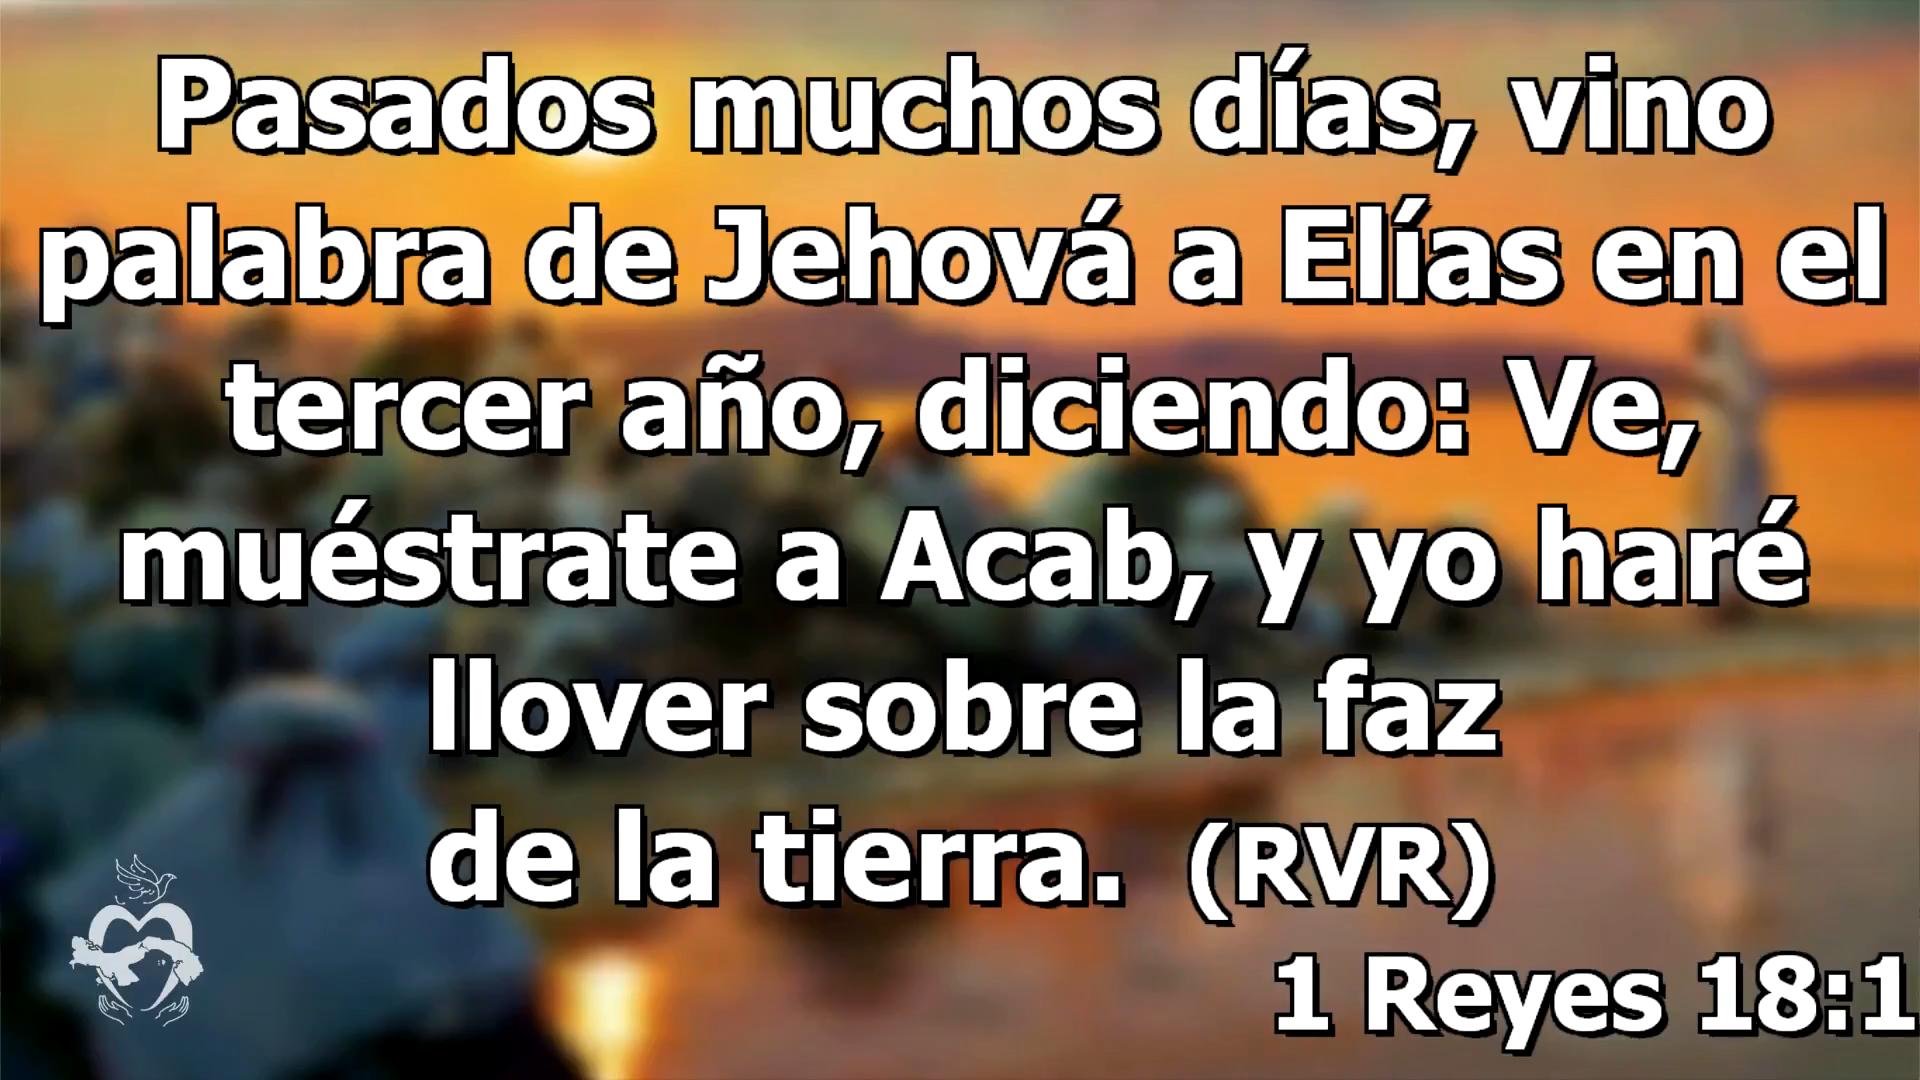 Pasados muchos días, vino
palabra de Jehová a Elías en el
tercer año, diciendo: Ve,
muéstrate a Acab, y yo haré
llover sobre la faz
de la tierra. (RVR)
1 Reyes 18:1